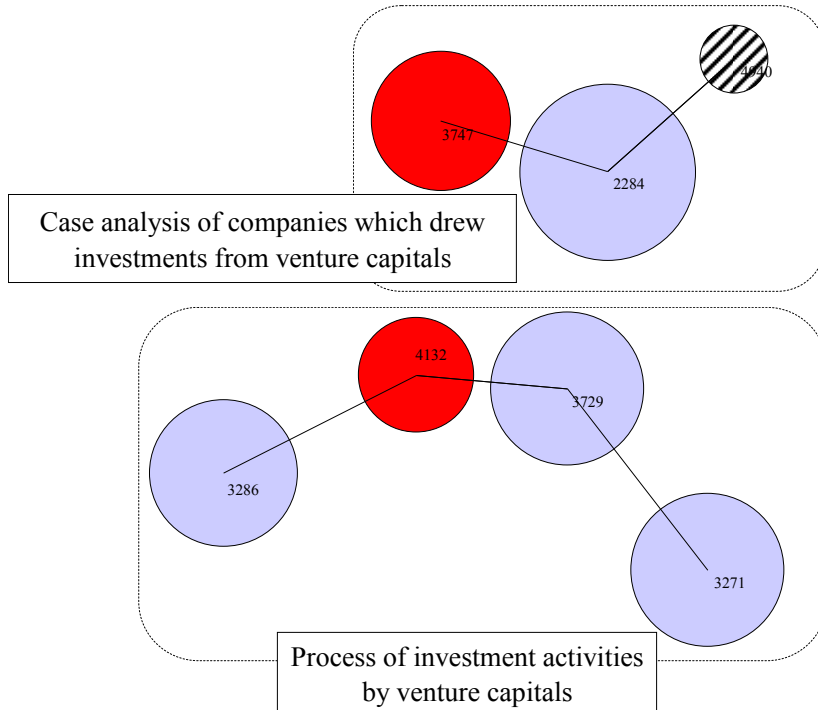 4940
3747
2284
Case analysis of companies which drew
investments from venture capitals
4132
3729
3286
3271
Process of investment activities
by venture capitals